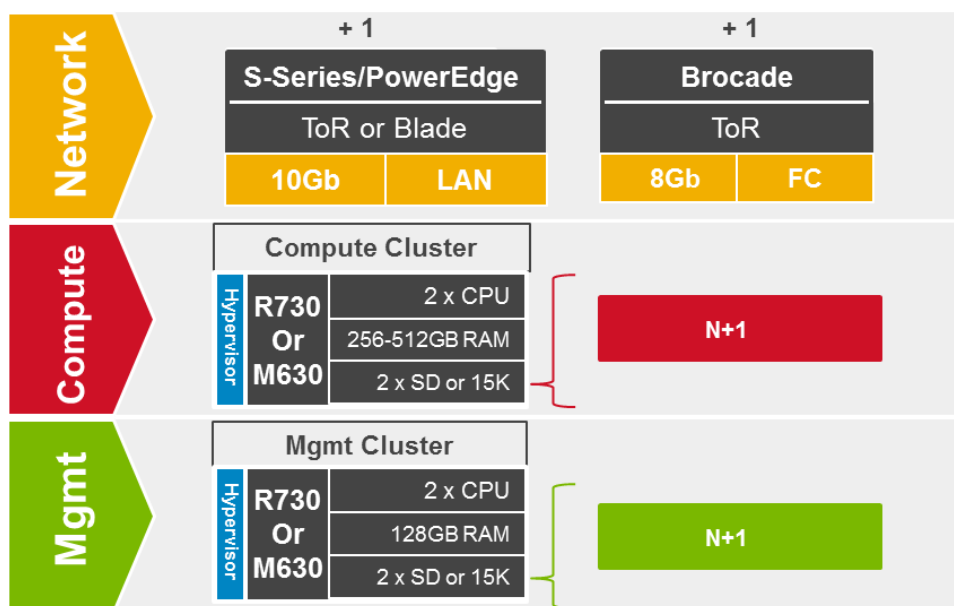 Network
+ 1
S-Series/PowerEdge
ToR or Blade
10Gb
LAN
+ 1
Brocade
ToR
8Gb
FC
Compute
Compute Cluster
Hypervisor
R730
Or
M630
2 x CPU
256-512GB RAM
2 x SD or 15K
N+1
Mgmt
Mgmt Cluster
Hypervisor
R730
Or
M630
2 x CPU
128GB RAM
2 x SD or 15K
N+1